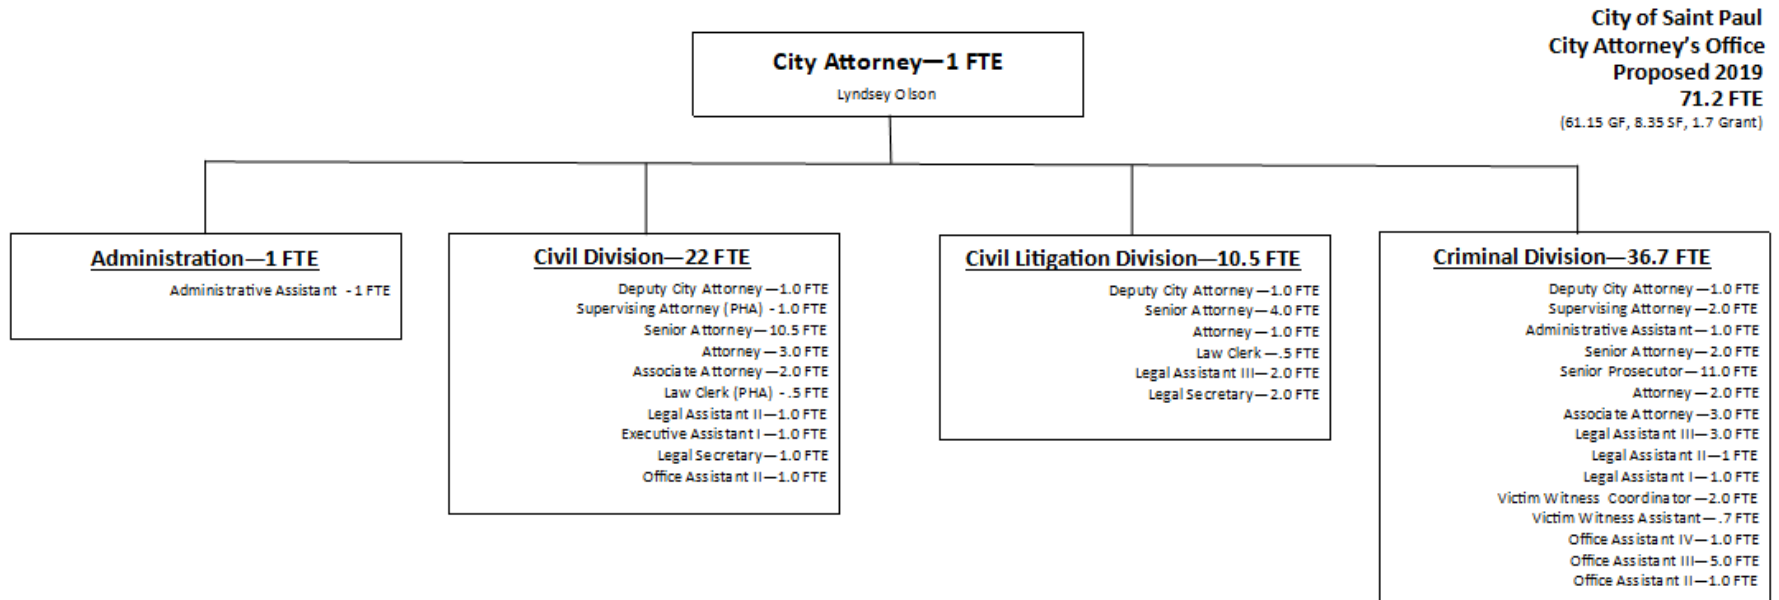 City of Saint Paul
City Attorney's Office
Proposed 2019
71.2 FTE
(61.15 GF, 8.35 SF, 1.7 Grant)
City Attorney—1 FTE
Lyndsey Olson
Administration—1 FTE
Administrative Assistant - 1 FTE
Civil Division—22 FTE
Deputy City Attorney—1.0 FTE
Supervising Attorney (PHA) - 1.0 FTE
Senior Attorney—10.5 FTE
Attorney—3.0 FTE
Associate Attorney—2.0 FTE
Law Clerk (PHA) - .5 FTE
Legal Assistant II—1.0 FTE
Executive Assistant I—1.0 FTE
Legal Secretary—1.0 FTE
Office Assistant II—1.0 FTE
Civil Litigation Division—10.5 FTE
Deputy City Attorney—1.0 FTE
Senior Attorney—4.0 FTE
Attorney—1.0 FTE
Law Clerk—.5 FTE
Legal Assistant III—2.0 FTE
Legal Secretary—2.0 FTE
Criminal Division—36.7 FTE
Deputy City Attorney—1.0 FTE
Supervising Attorney—2.0 FTE
Administrative Assistant—1.0 FTE
Senior Attorney—2.0 FTE
Senior Prosecutor—11.0 FTE
Attorney—2.0 FTE
Associate Attorney—3.0 FTE
Legal Assistant III—3.0 FTE
Legal Assistant II—1 FTE
Legal Assistant I—1.0 FTE
Victim Witness Coordinator—2.0 FTE
Victim Witness Assistant—.7 FTE
Office Assistant IV—1.0 FTE
Office Assistant III—5.0 FTE
Office Assistant II—1.0 FTE